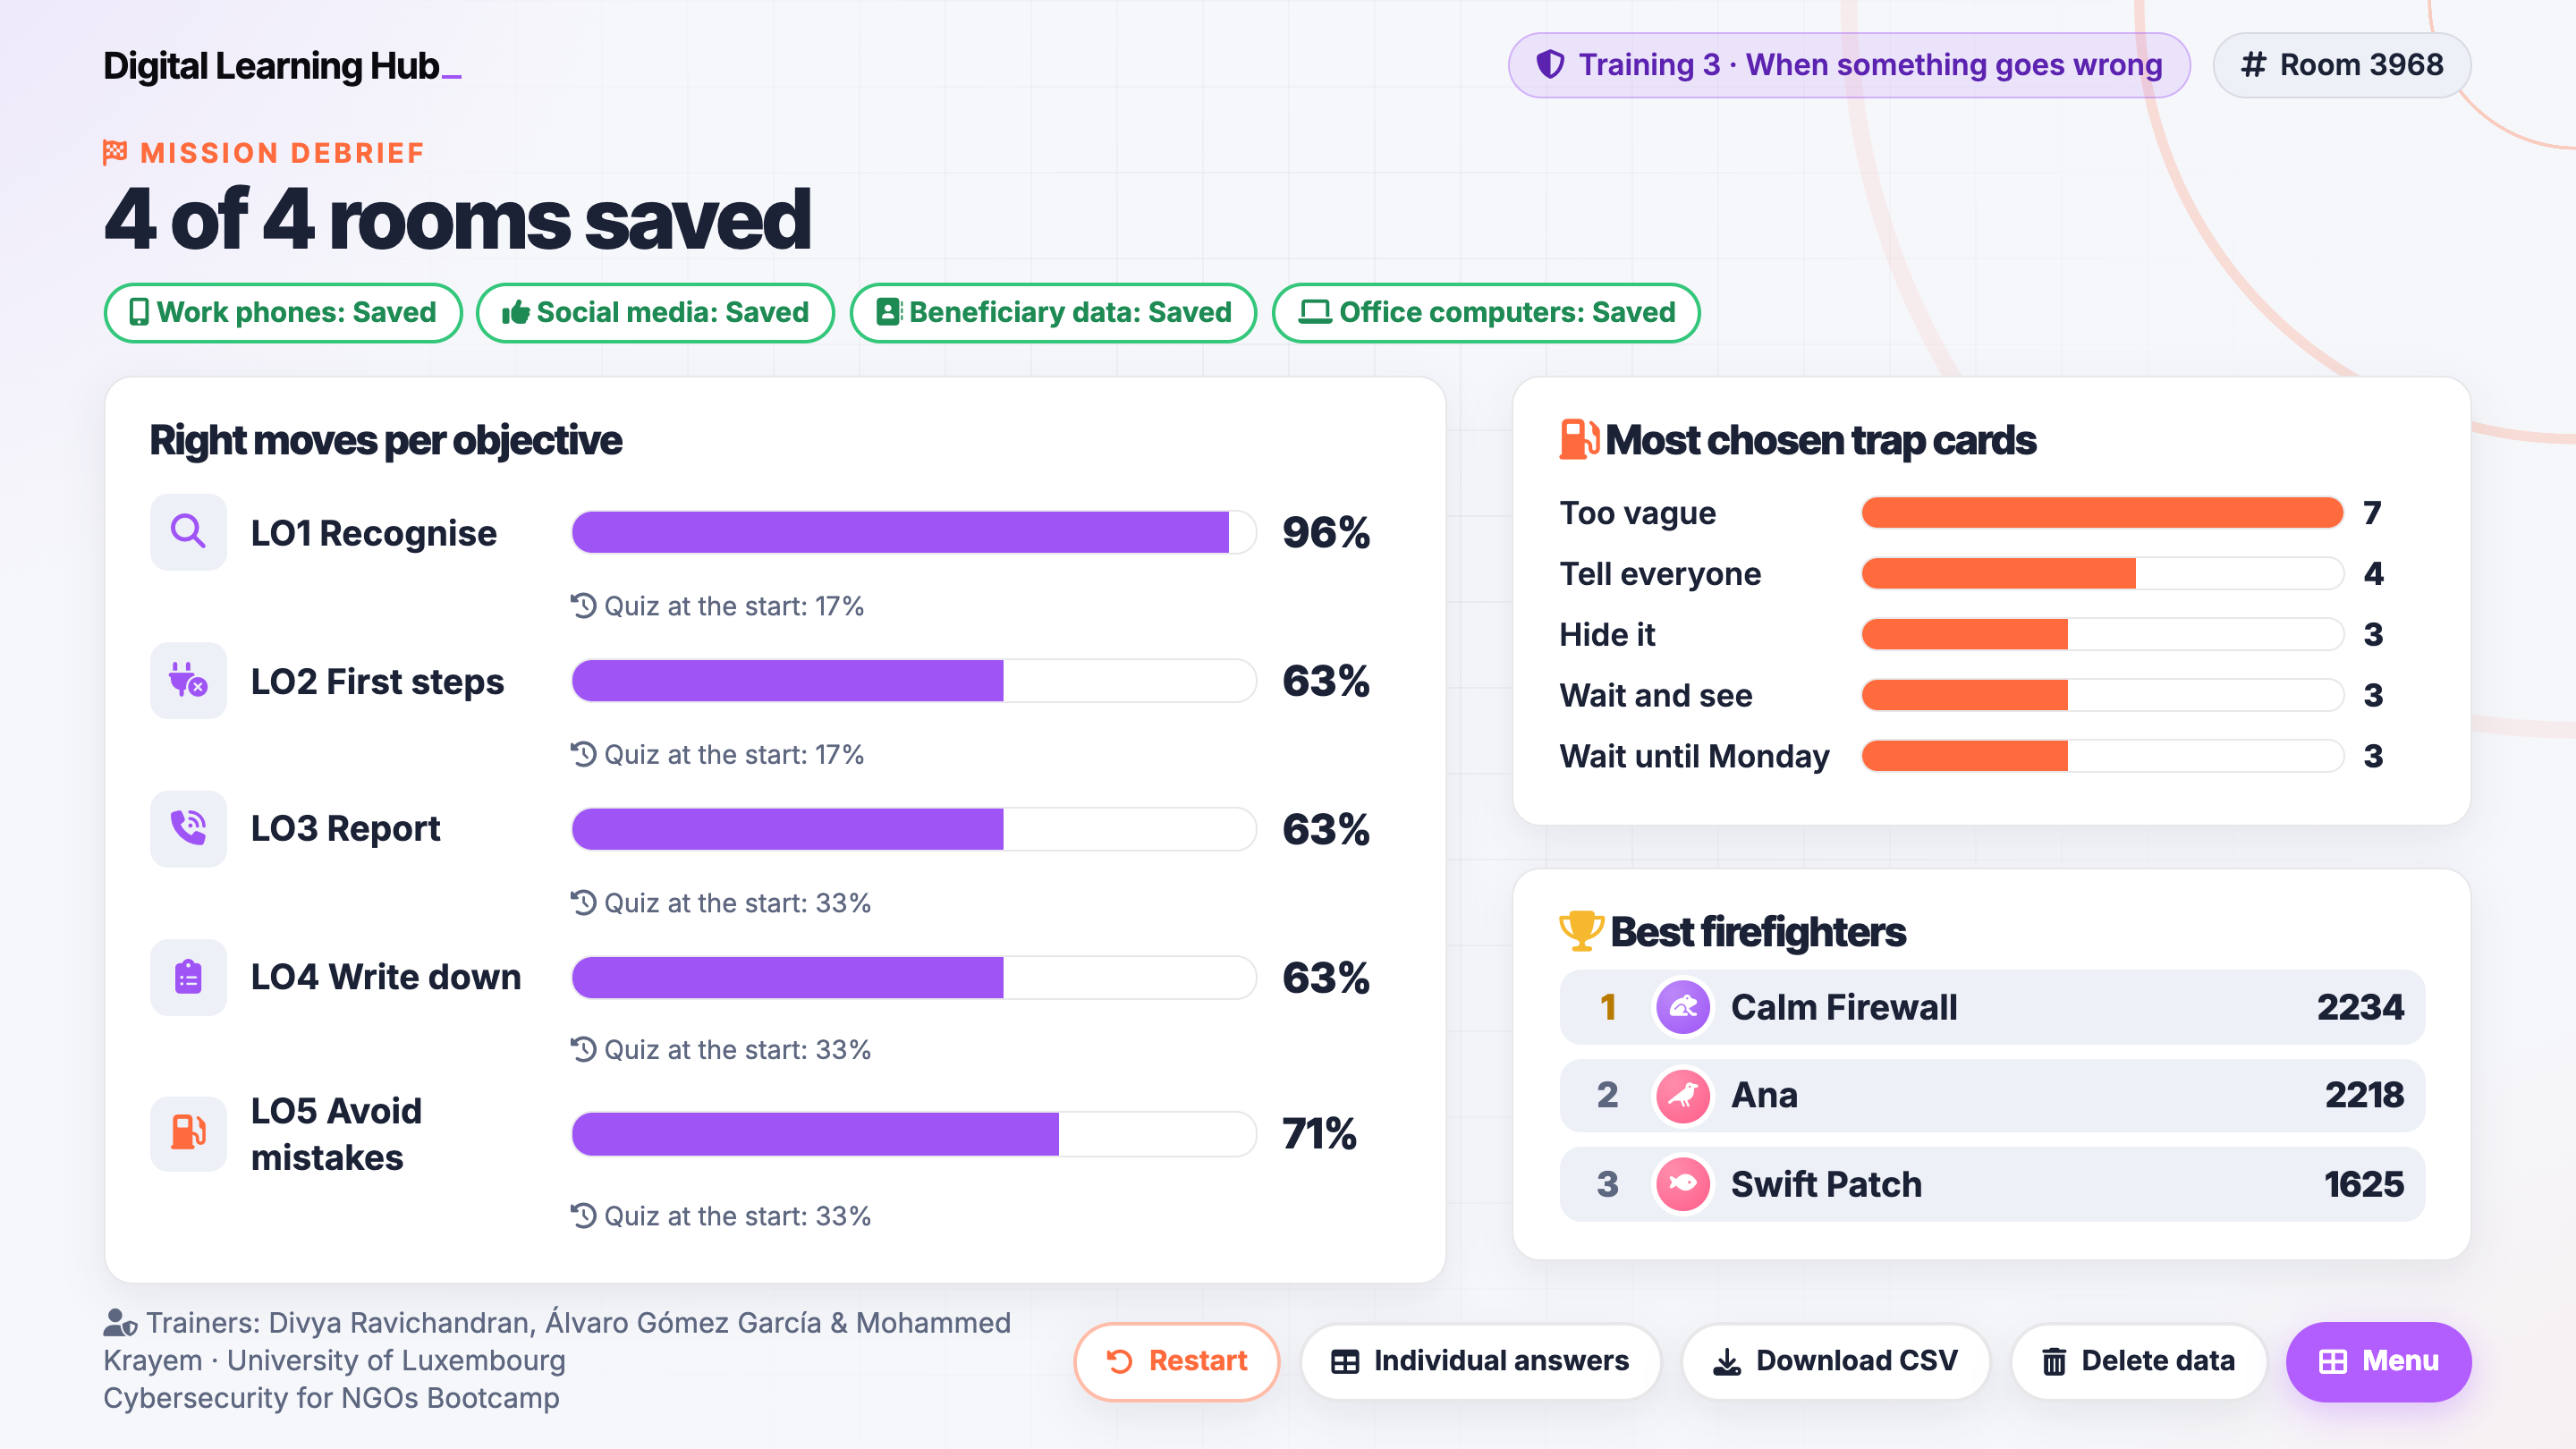 Digital Learning Hub_
Training 3 · When something goes wrong
# Room 3968
MISSION DEBRIEF
4 of 4 rooms saved
Work phones: Saved
Social media: Saved
Beneficiary data: Saved
Office computers: Saved
Right moves per objective
LO1 Recognise
96%
Quiz at the start: 17%
LO2 First steps
63%
Quiz at the start: 17%
LO3 Report
63%
Quiz at the start: 33%
LO4 Write down
63%
Quiz at the start: 33%
LO5 Avoid
mistakes
71%
Quiz at the start: 33%
Most chosen trap cards
Too vague
7
Tell everyone
4
Hide it
3
Wait and see
3
Wait until Monday
3
Best firefighters
1 Calm Firewall 2234
2 Ana 2218
3 Swift Patch 1625
Trainers: Divya Ravichandran, Álvaro Gómez García & Mohammed
Krayem · University of Luxembourg
Cybersecurity for NGOs Bootcamp
Restart
Individual answers
Download CSV
Delete data
Menu